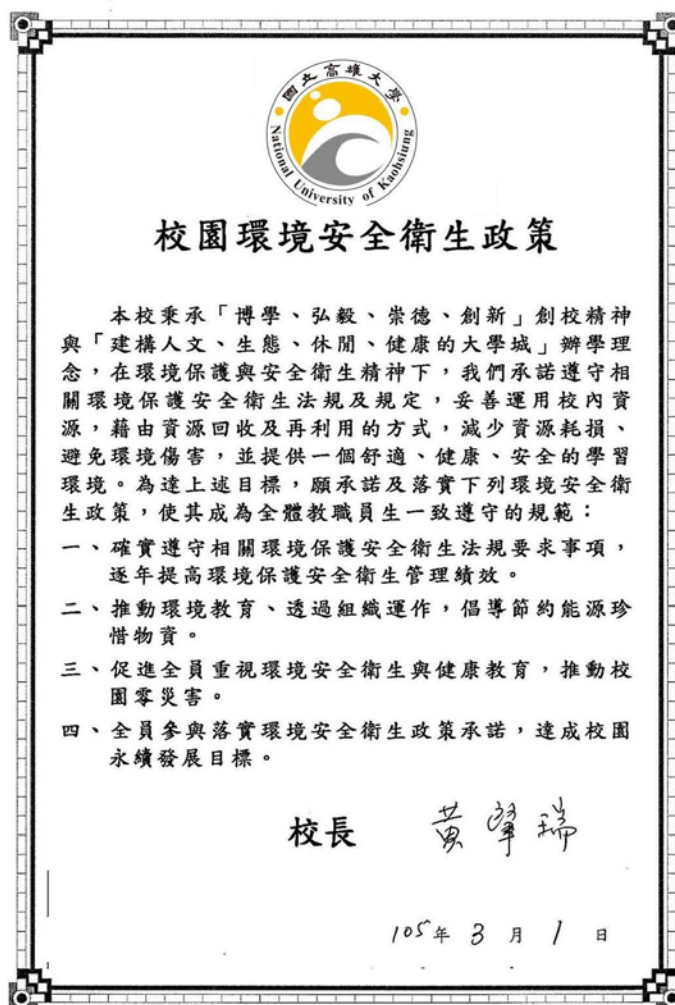 國立高雄大學
National University of Kaohsiung
校園環境安全衛生政策
本校秉承「博學、弘毅、崇德、創新」創校精神
與「建構人文、生態、休閒、健康的大學城」辦學理
念,在環境保護與安全衛生精神下,我們承諾遵守相
關環境保護安全衛生法規及規定,妥善運用校內資
源,藉由資源回收及再利用的方式,減少資源耗損、
避免環境傷害,並提供一個舒適、健康、安全的學習
環境。為達上述目標,願承諾及落實下列環境安全衛
生政策,使其成為全體教職員生一致遵守的規範:
一、確實遵守相關環境保護安全衛生法規要求事項,
逐年提高環境保護安全衛生管理績效。
二、推動環境教育、透過組織運作,倡導節約能源珍
惜物資。
三、促進全員重視環境安全衛生與健康教育,推動校
園零災害。
四、全員參與落實環境安全衛生政策承諾,達成校園
永續發展目標。
校長 黃肇瑞
105年3月1日